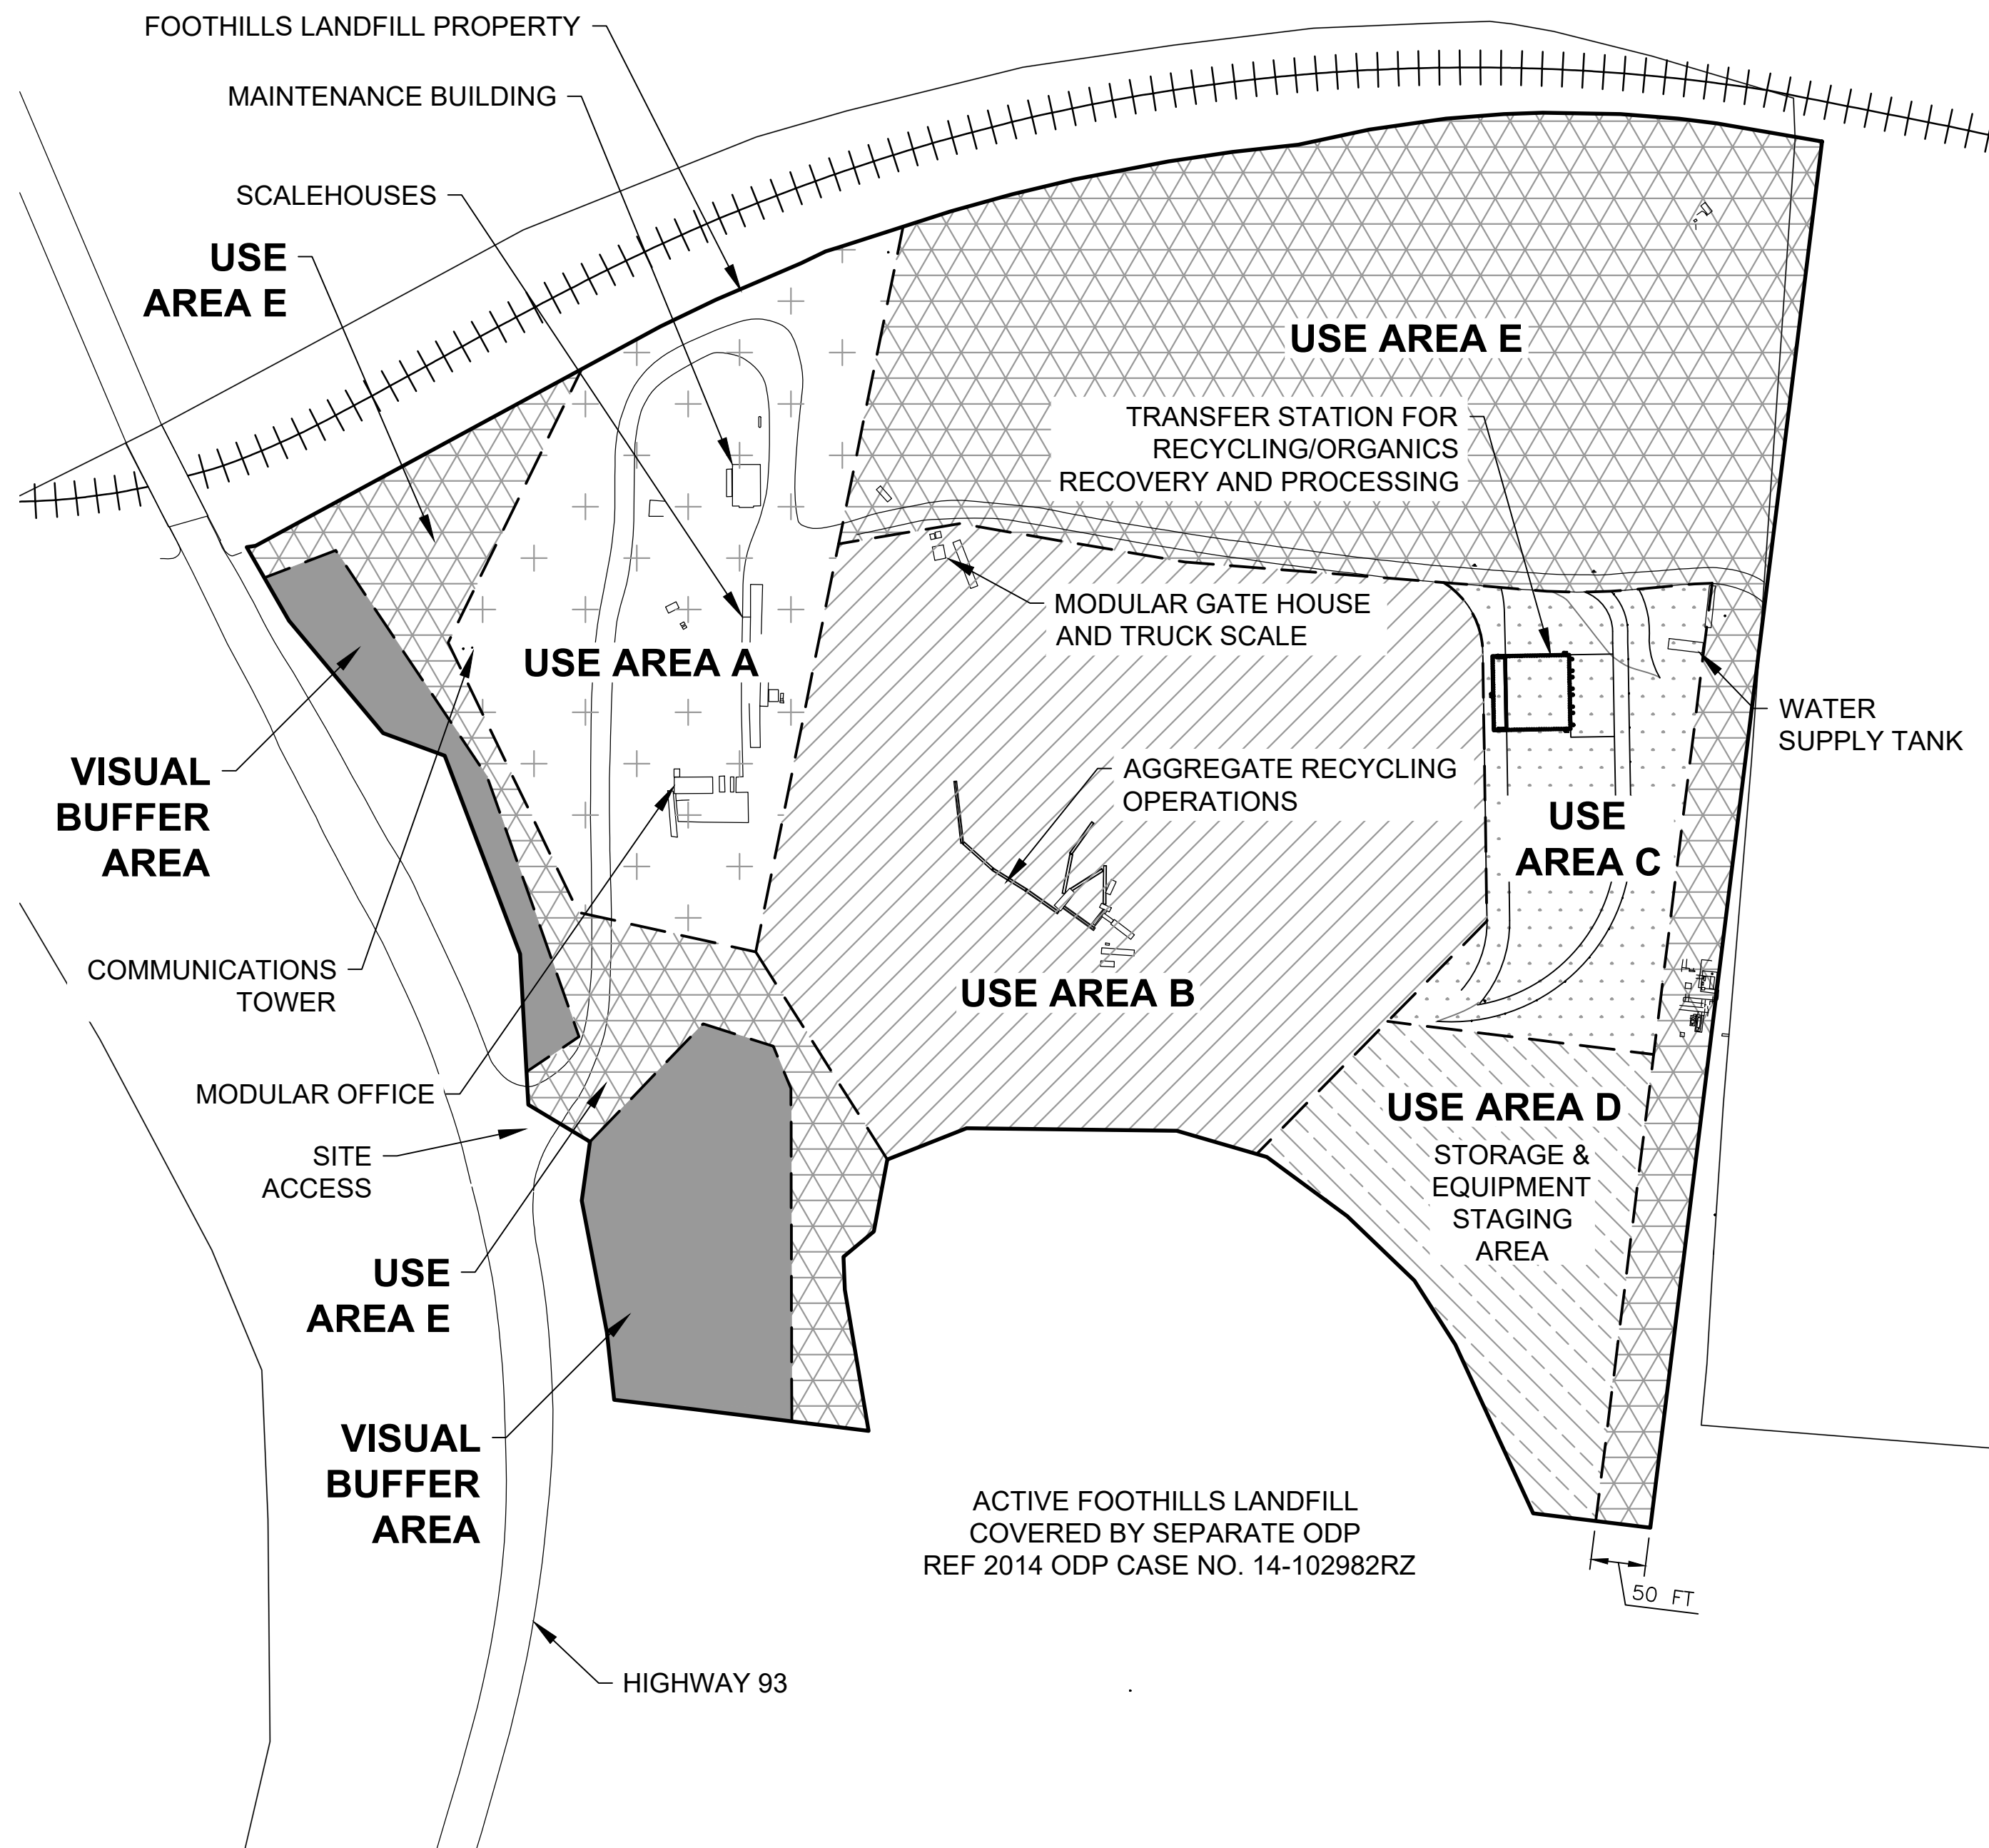 FOOTHILLS LANDFILL PROPERTY
MAINTENANCE BUILDING
SCALEHOUSES
USE
AREA E
USE AREA E
TRANSFER STATION FOR
RECYCLING/ORGANICS
RECOVERY AND PROCESSING
MODULAR GATE HOUSE
AND TRUCK SCALE
USE AREA A
WATER
SUPPLY TANK
VISUAL
BUFFER
AREA
AGGREGATE RECYCLING
OPERATIONS
USE
AREA C
COMMUNICATIONS
TOWER
USE AREA B
MODULAR OFFICE
USE AREA D
STORAGE &
EQUIPMENT
STAGING
AREA
SITE
ACCESS
USE
AREA E
VISUAL
BUFFER
AREA
ACTIVE FOOTHILLS LANDFILL
COVERED BY SEPARATE ODP
REF 2014 ODP CASE NO. 14-102982RZ
50 FT
HIGHWAY 93